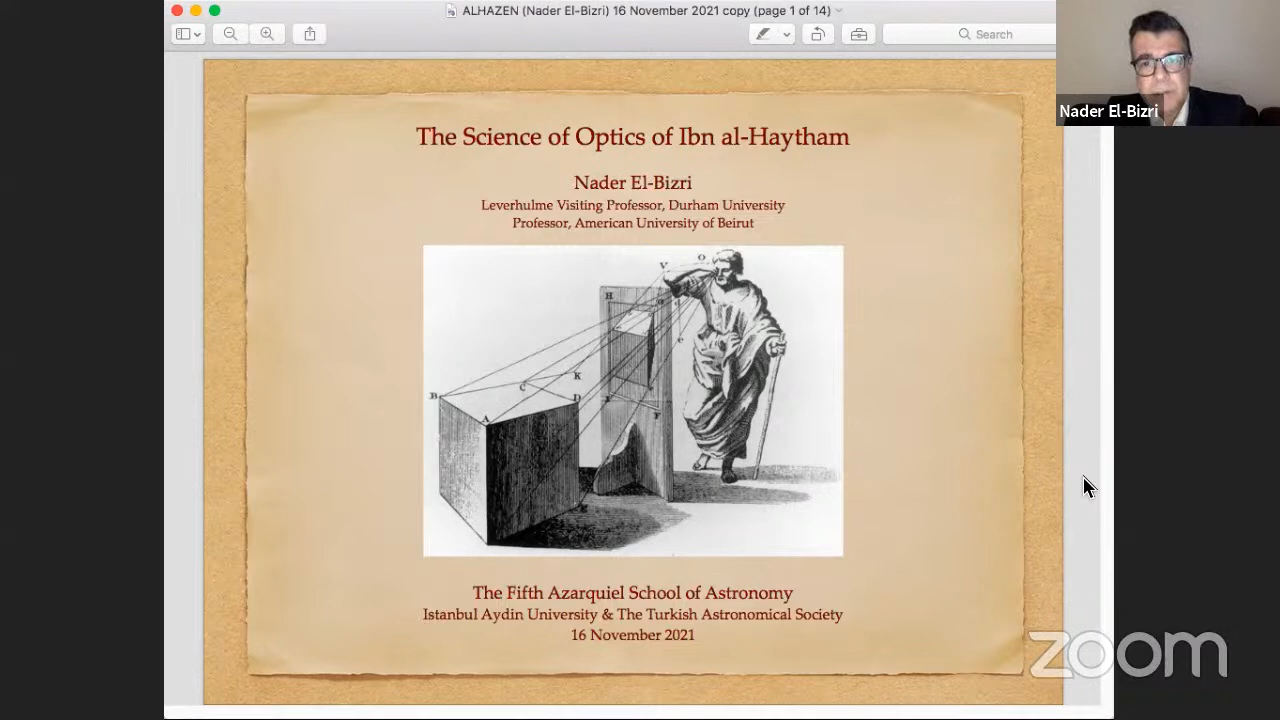 ALHAZEN (Nader El-Bizri) 16 November 2021 copy (page 1 of 14)
Search
Nader El-Bizri
The Science of Optics of Ibn al-Haytham
Nader El-Bizri
Leverhulme Visiting Professor, Durham University
Professor, American University of Beirut
V
O
H
B
C
K
D
A
F
The Fifth Azarquiel School of Astronomy
Istanbul Aydin University & The Turkish Astronomical Society
16 November 2021
zoom